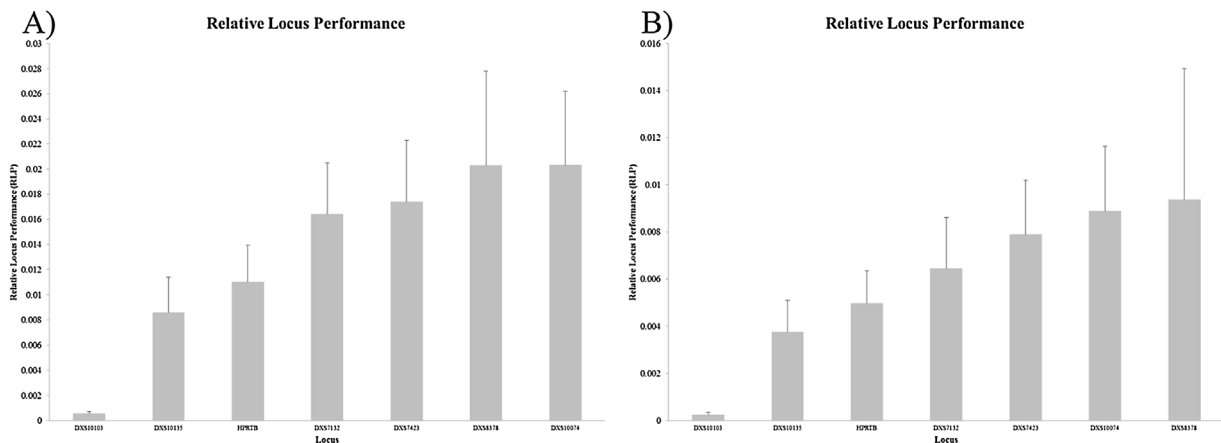 A)
Relative Locus Performance
0.03
0.028
0.026
0.024
0.022
0.02
0.018
0.016
0.014
0.012
0.01
0.008
0.006
0.004
0.002
0
Relative Locus Performance (RLP)
DXS10103 DXS10135 HPRTB DXS7132 DXS7423 DXS8378 DXS10074
Locus
B)
Relative Locus Performance
0.016
0.014
0.012
0.01
0.008
0.006
0.004
0.002
0
Relative Locus Performance (RLP)
DXS10103 DXS10135 HPRTB DXS7132 DXS7423 DXS10074 DXS8378
Locus